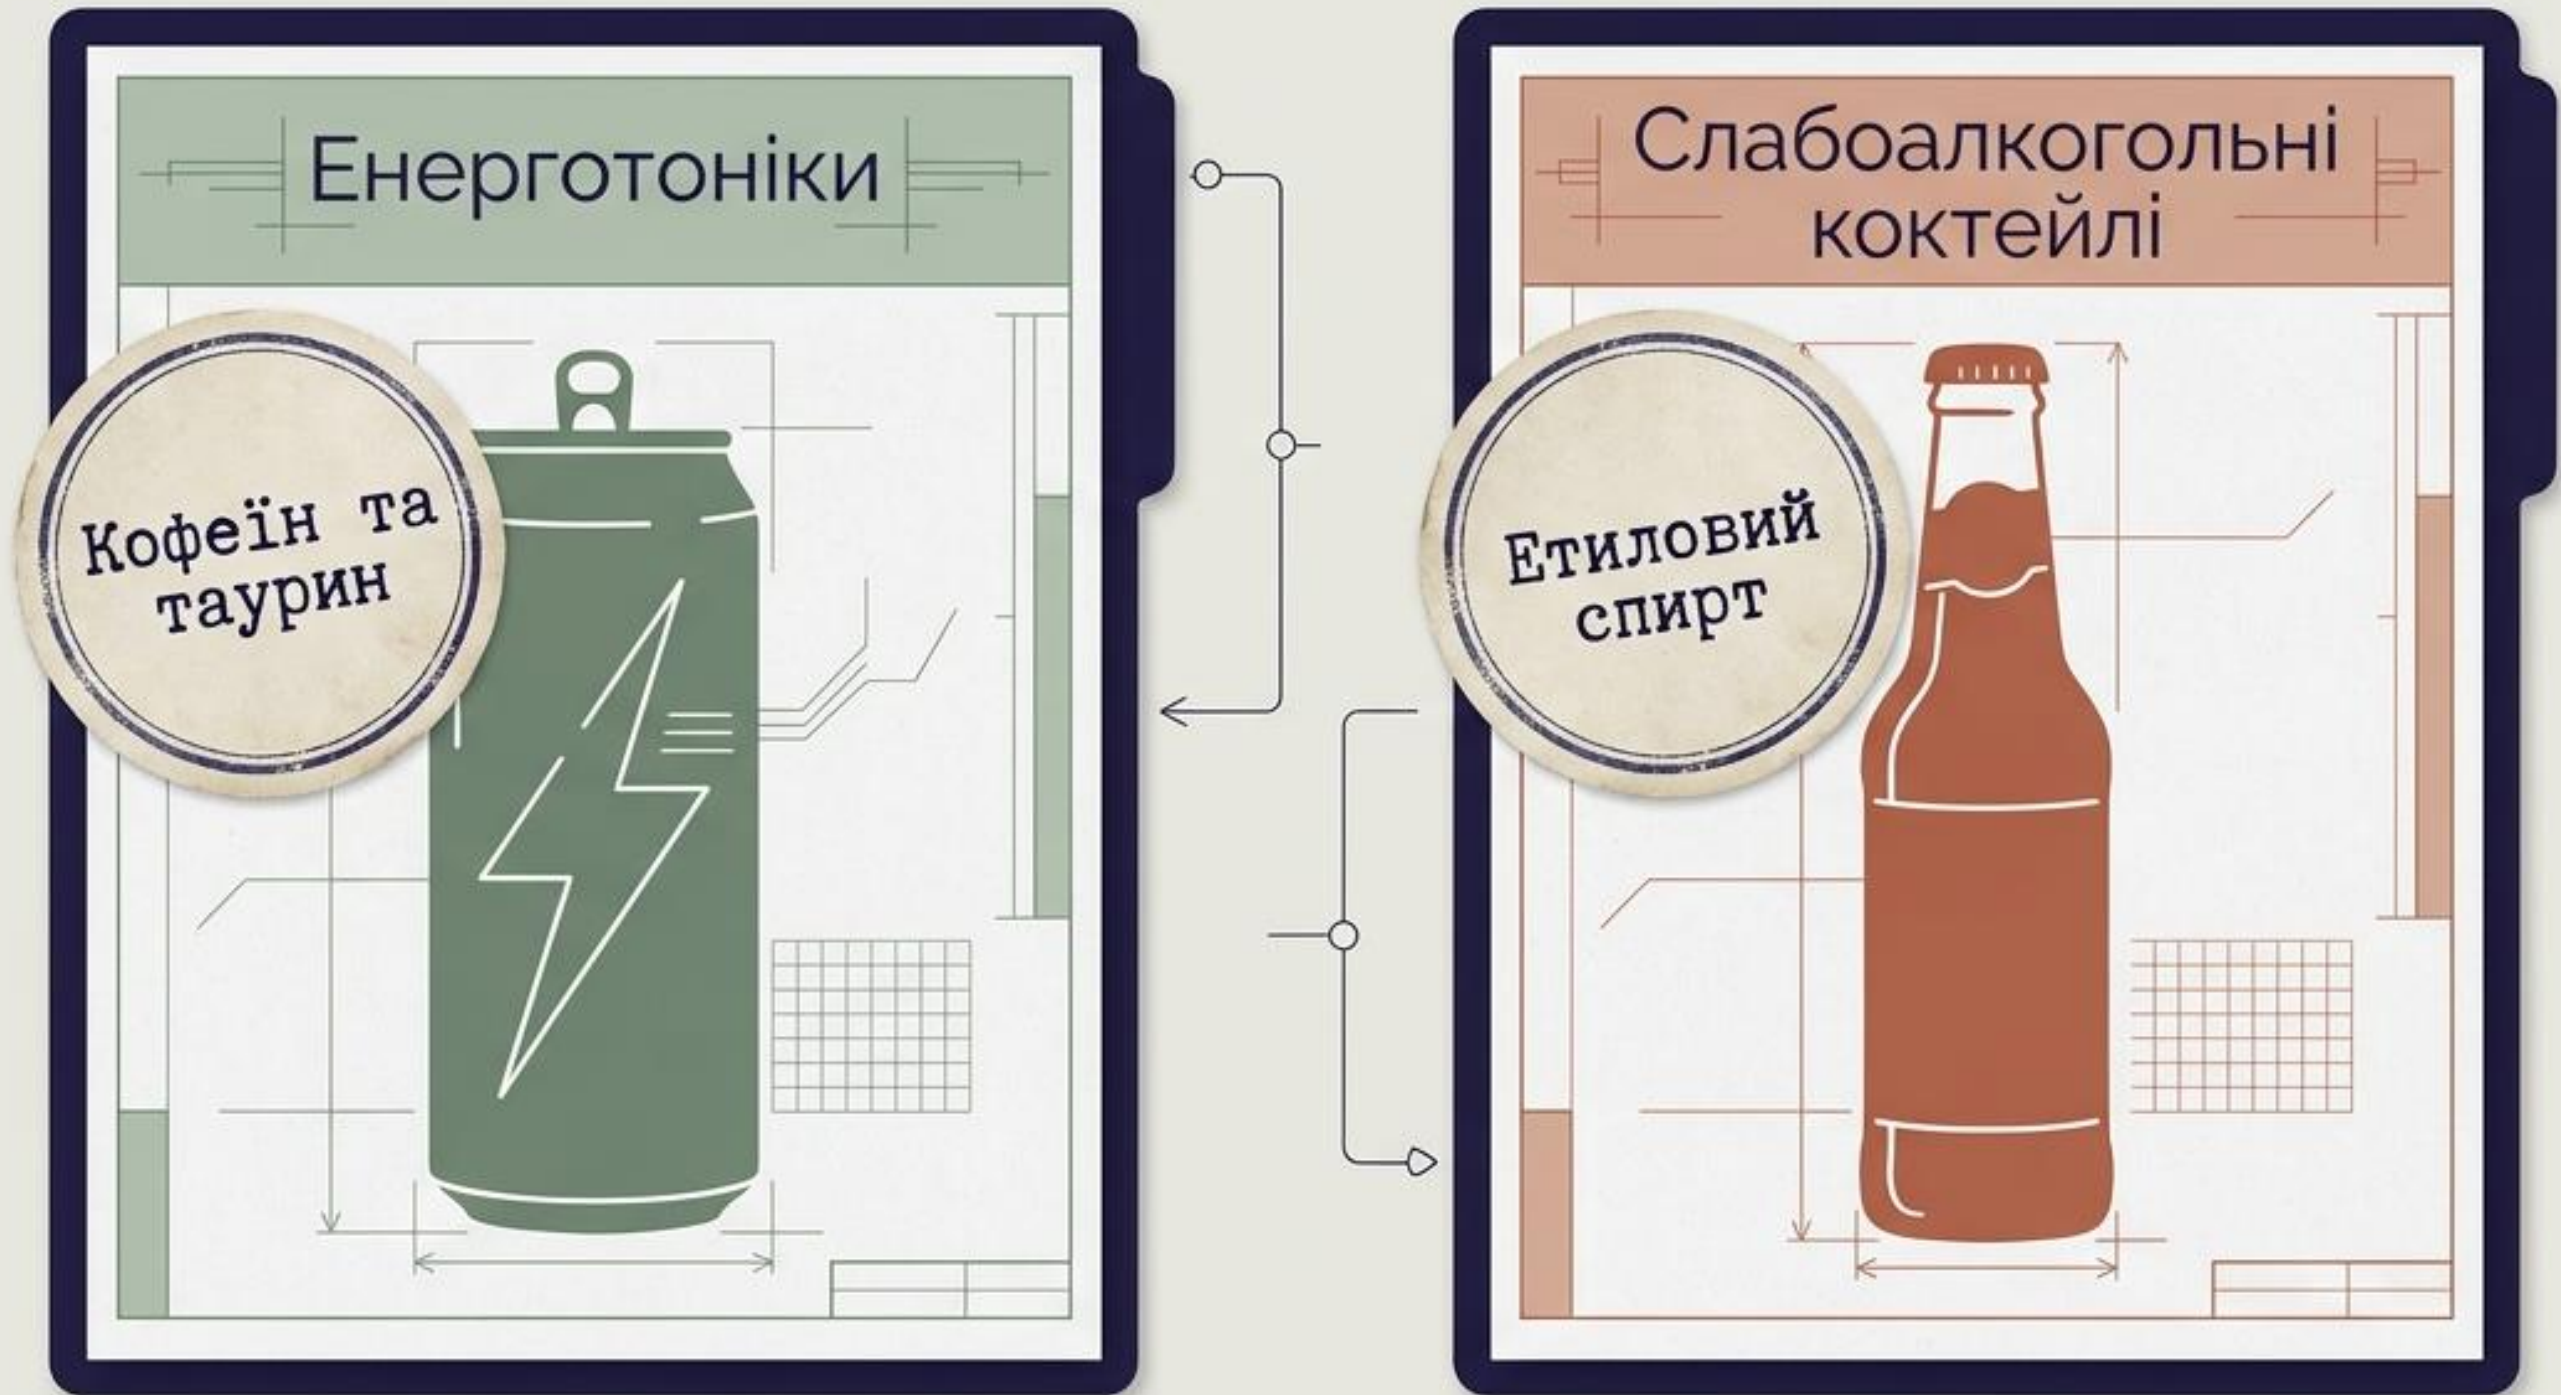 Енерготоніки
Кофеїн та
таурин
Слабоалкогольні
коктейлі
Етиловий
спирт